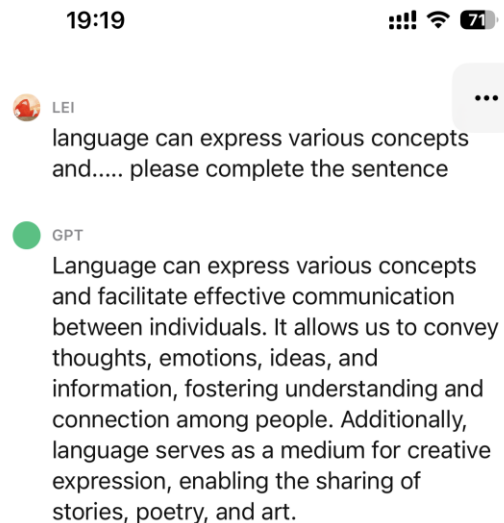 19:19
71
LEI
language can express various concepts
and..... please complete the sentence
GPT
Language can express various concepts
and facilitate effective communication
between individuals. It allows us to convey
thoughts, emotions, ideas, and
information, fostering understanding and
connection among people. Additionally,
language serves as a medium for creative
expression, enabling the sharing of
stories, poetry, and art.